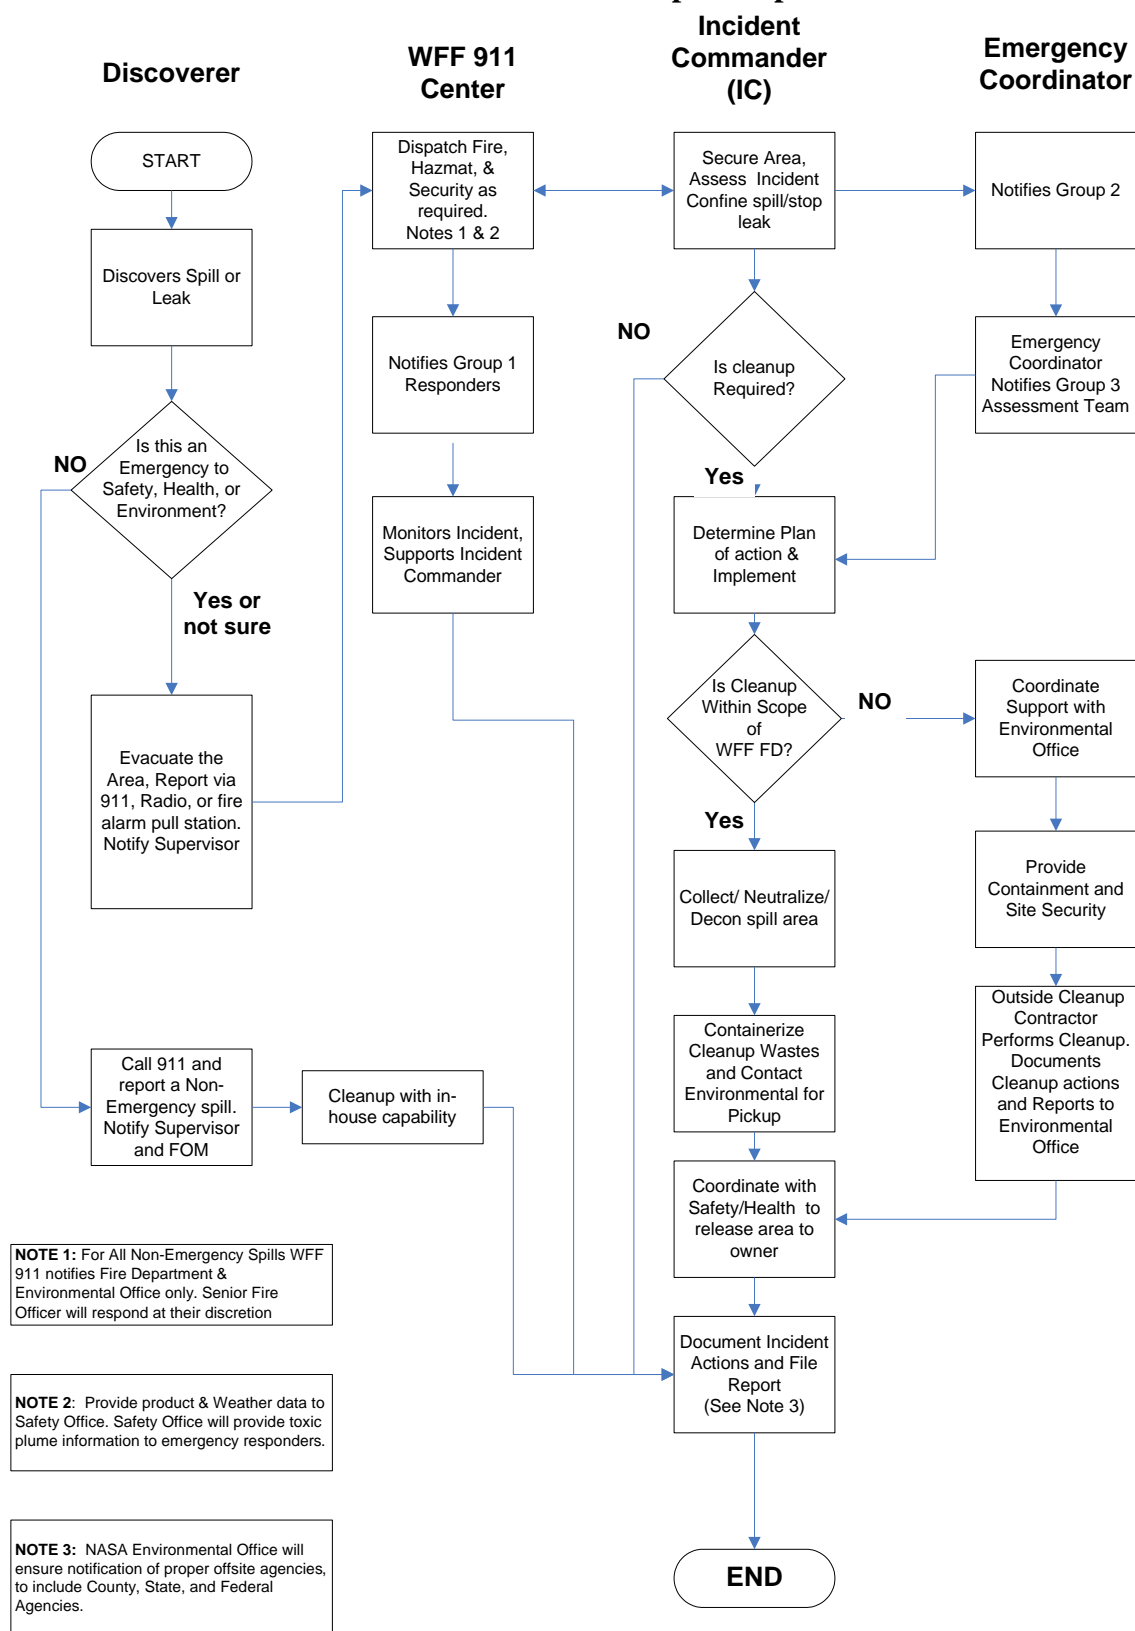 Incident
Commander
(IC)
Discoverer
WFF 911
Center
Emergency
Coordinator
START
Dispatch Fire,
Hazmat, &
Security as
required.
Notes 1 & 2
Secure Area,
Assess Incident
Confine spill/stop
leak
Notifies Group 2
Discovers Spill or
Leak
NO
Notifies Group 1
Responders
Is cleanup
Required?
Emergency
Coordinator
Notifies Group 3
Assessment Team
NO
Is this an
Emergency to
Safety, Health, or
Environment?
Yes
Monitors Incident,
Supports Incident
Commander
Determine Plan
of action &
Implement
Yes or
not sure
Is Cleanup
Within Scope
of
WFF FD?
NO
Coordinate
Support with
Environmental
Office
Evacuate the
Area, Report via
911, Radio, or fire
alarm pull station.
Notify Supervisor
Yes
Collect/ Neutralize/
Decon spill area
Provide
Containment and
Site Security
Outside Cleanup
Contractor
Performs Cleanup.
Documents
Cleanup actions
and Reports to
Environmental
Office
Containerize
Cleanup Wastes
and Contact
Environmental for
Pickup
Call 911 and
report a Non-
Emergency spill.
Notify Supervisor
and FOM
Cleanup with in-
house capability
Coordinate with
Safety/Health to
release area to
owner
NOTE 1: For All Non-Emergency Spills WFF
911 notifies Fire Department &
Environmental Office only. Senior Fire
Officer will respond at their discretion
Document Incident
Actions and File
Report
(See Note 3)
NOTE 2: Provide product & Weather data to
Safety Office. Safety Office will provide toxic
plume information to emergency responders.
NOTE 3: NASA Environmental Office will
ensure notification of proper offsite agencies,
to include County, State, and Federal
Agencies.
END